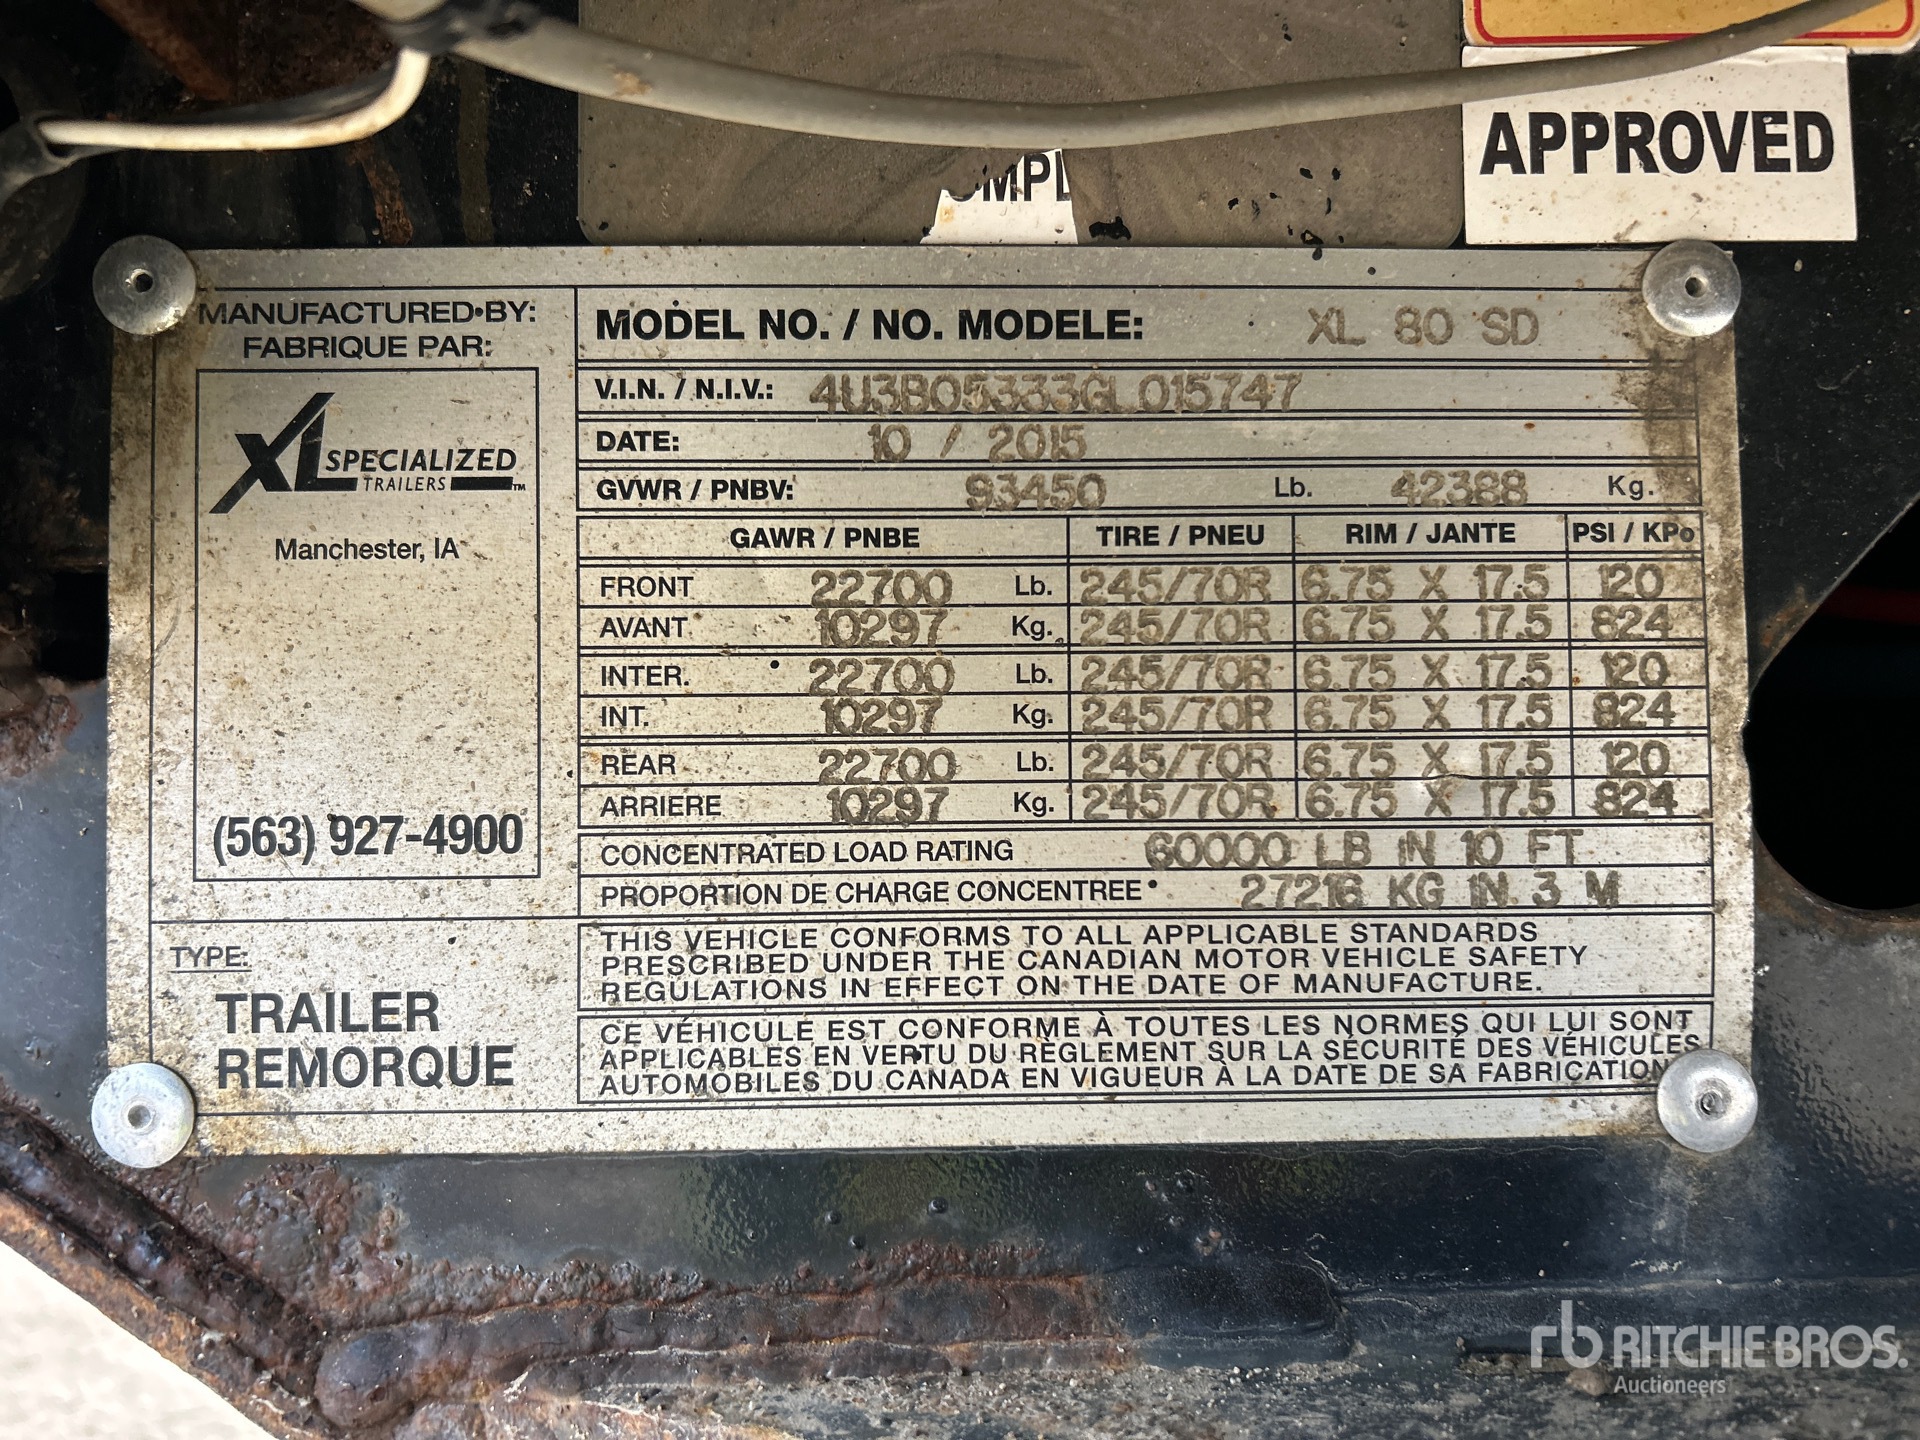 OMPL
APPROVED
MANUFACTURED BY:
FABRIQUE PAR:
XL SPECIALIZED
TRAILERS
TM
Manchester, IA
(563) 927-4900
TYPE:
TRAILER
REMORQUE
MODEL NO. / NO. MODELE: XL 80 SD
V.I.N. / N.I.V.: 4U3B05333GL015747
DATE: 10 / 2015
GVWR / PNBV: 93450 Lb. 42388 Kg.
GAWR / PNBE TIRE / PNEU RIM / JANTE PSI / KPa
FRONT 22700 Lb. 245/70R 6.75 X 17.5 120
AVANT 10297 Kg. 245/70R 6.75 X 17.5 824
INTER. 22700 Lb. 245/70R 6.75 X 17.5 120
INT. 10297 Kg. 245/70R 6.75 X 17.5 824
REAR 22700 Lb. 245/70R 6.75 X 17.5 120
ARRIERE 10297 Kg. 245/70R 6.75 X 17.5 824
CONCENTRATED LOAD RATING 60000 LB IN 10 FT
PROPORTION DE CHARGE CONCENTREE 27216 KG IN 3 M
THIS VEHICLE CONFORMS TO ALL APPLICABLE STANDARDS
PRESCRIBED UNDER THE CANADIAN MOTOR VEHICLE SAFETY
REGULATIONS IN EFFECT ON THE DATE OF MANUFACTURE.
CE VÉHICULE EST CONFORME À TOUTES LES NORMES QUI LUI SONT
APPLICABLES EN VERTU DU RÈGLEMENT SUR LA SÉCURITÉ DES VÉHICULES
AUTOMOBILES DU CANADA EN VIGUEUR À LA DATE DE SA FABRICATION
rb RITCHIE BROS.
Auctioneers